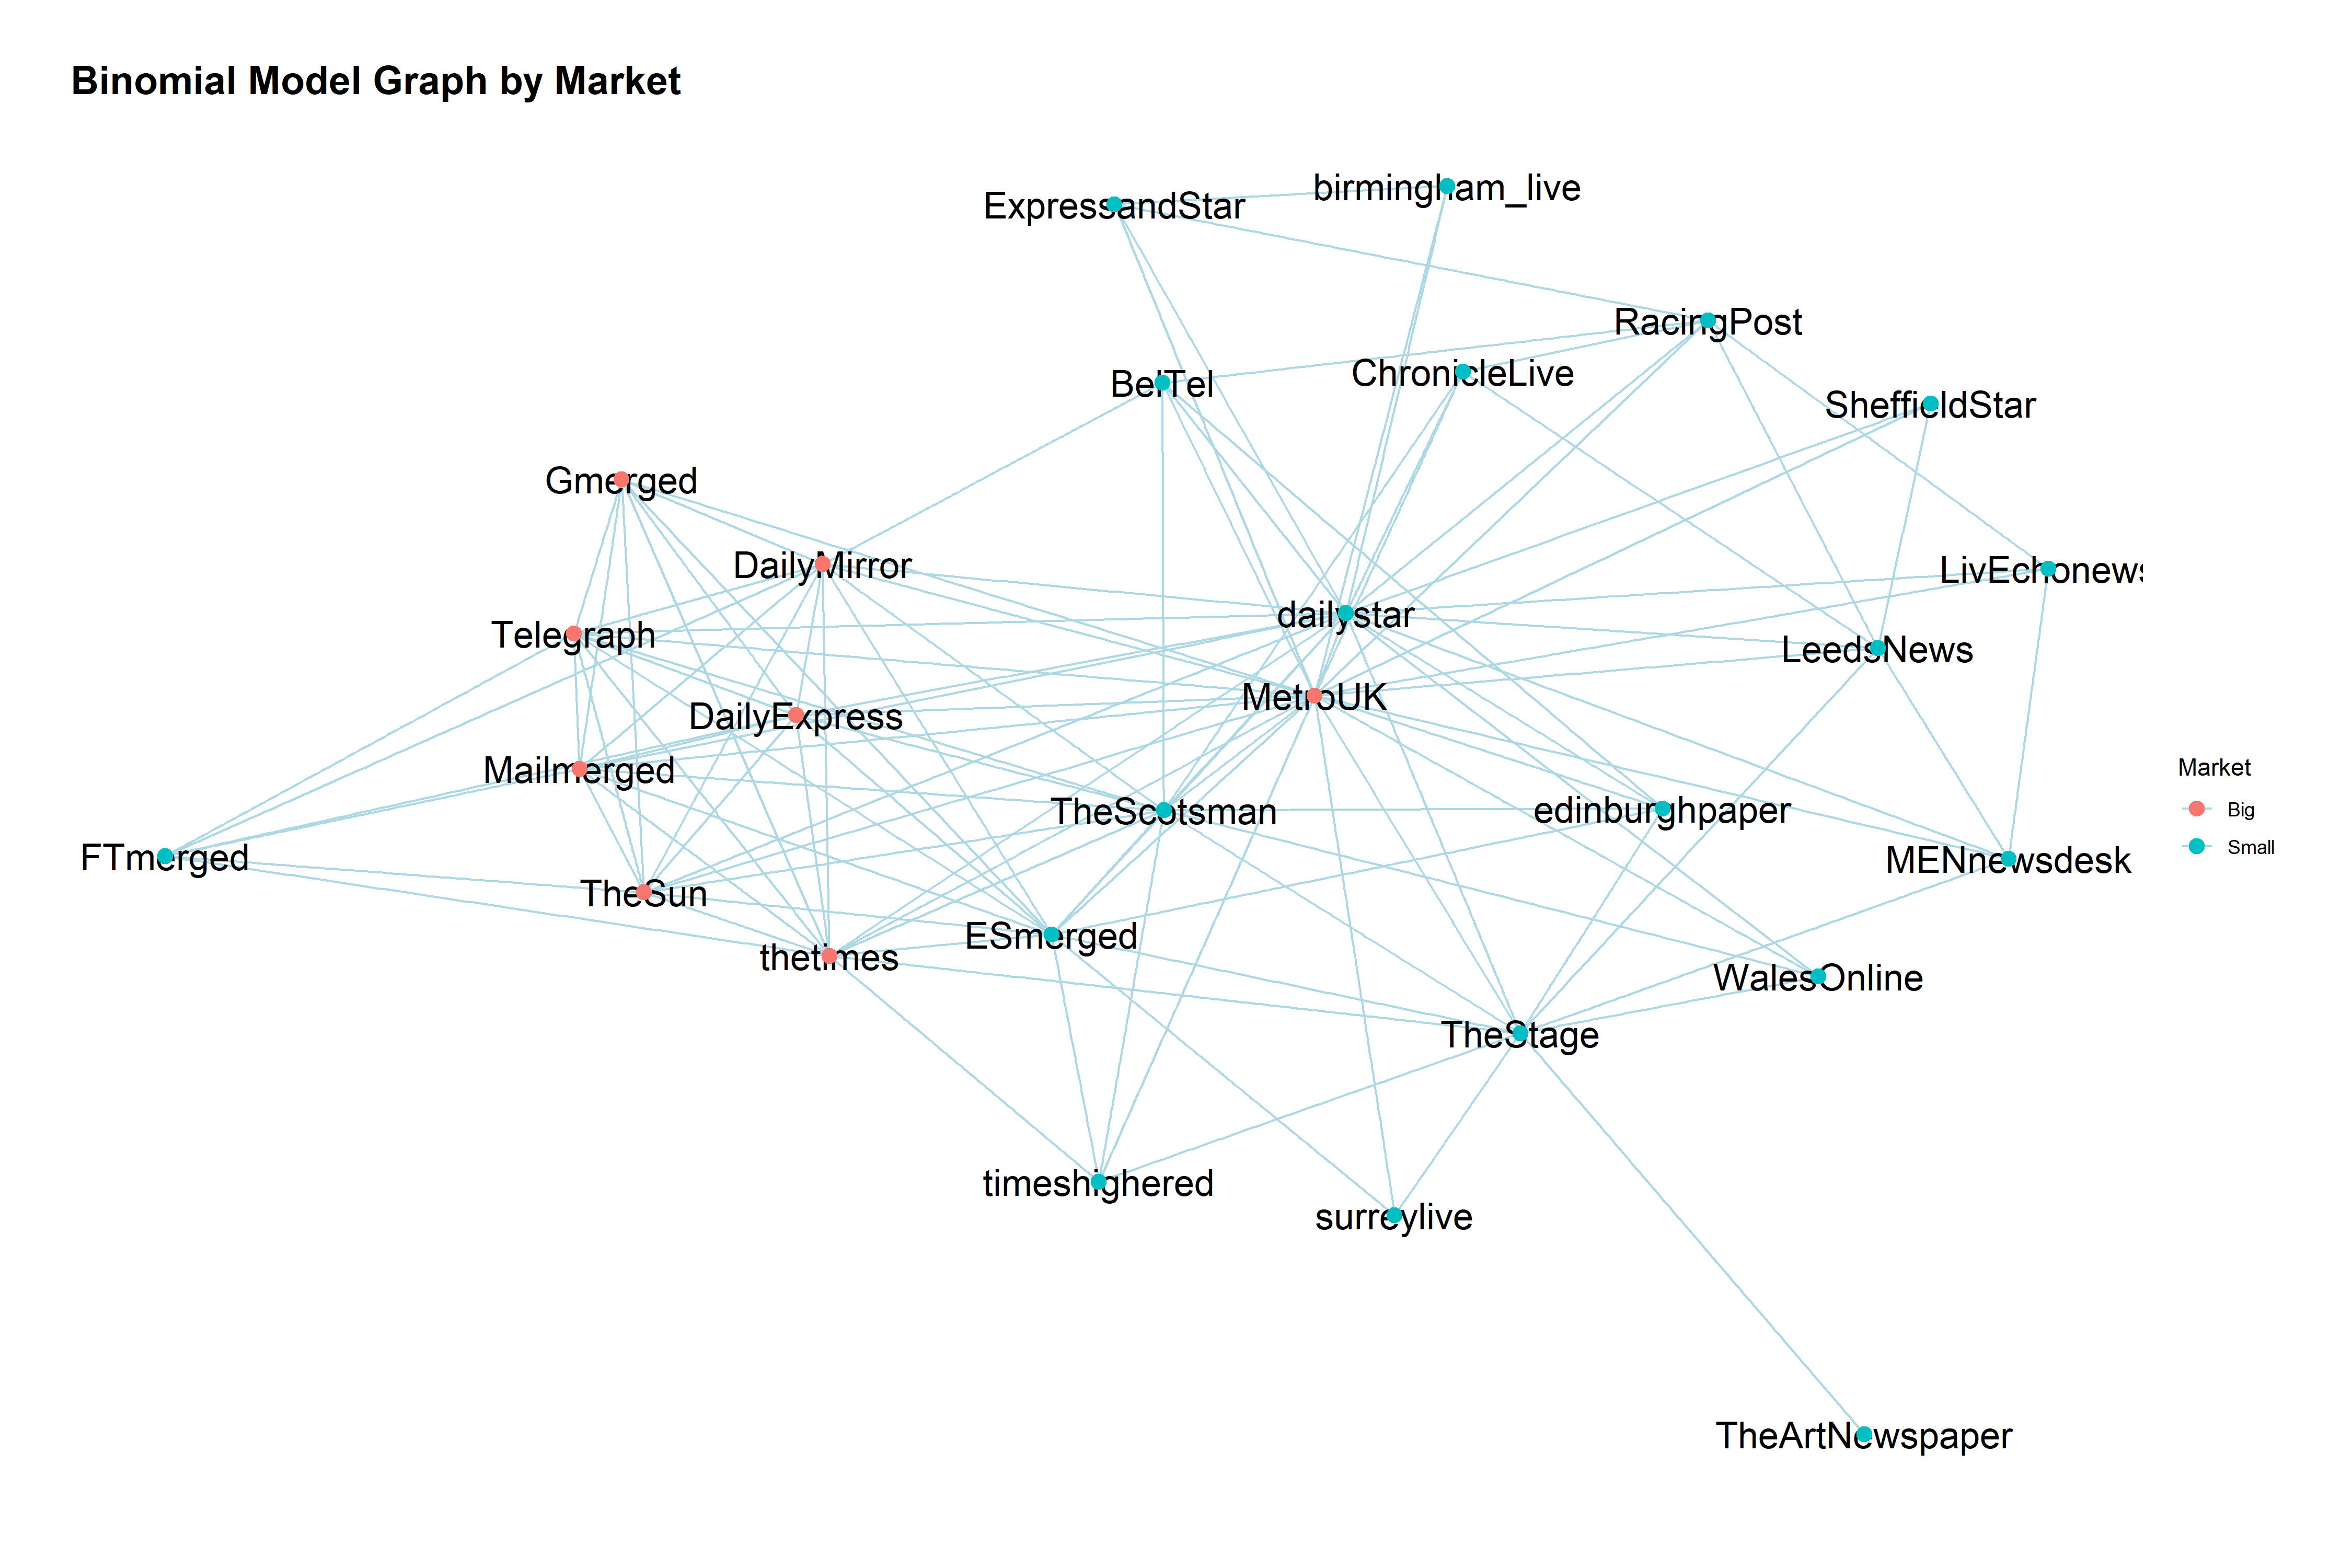 Binomial Model Graph by Market
birmingham_live
ExpressandStar
RacingPost
ChronicleLive
BelTel
SheffieldStar
Gmerged
DailyMirror
LivEchonews
dailystar
Telegraph
LeedsNews
MetroUK
DailyExpress
Market
Mailmerged
Big
TheScotsman
edinburghpaper
Small
FTmerged
MENnewsdesk
TheSun
ESmerged
thetimes
WalesOnline
TheStage
timeshighered
surreylive
TheArtNewspaper